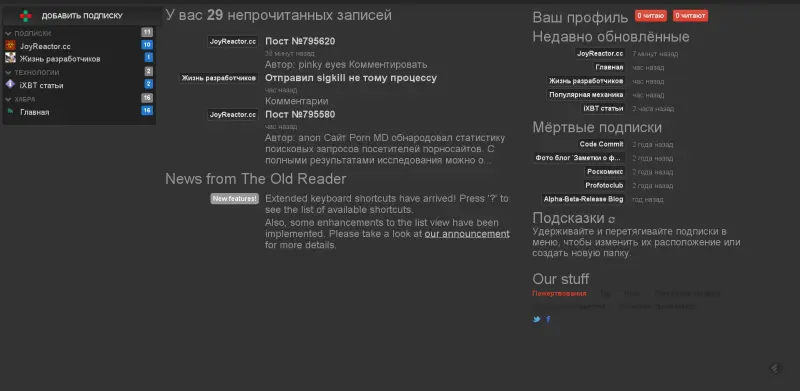 ДОБАВИТЬ ПОДПИСКУ
ПОДПИСКИ 11
JoyReactor.cc 10
Жизнь разработчиков 1
ТЕХНОЛОГИИ 2
iXBT статьи 2
ХАБРА 16
Главная 16
У вас 29 непрочитанных записей
JoyReactor.cc Пост №795620
38 минут назад
Автор: pinky eyes Комментировать
Жизнь разработчиков Отправил sigkill не тому процессу
час назад
Комментарии
JoyReactor.cc Пост №795580
час назад
Автор: anon Сайт Porn MD обнародовал статистику
поисковых запросов посетителей порносайтов. С
полными результатами исследования можно о...
News from The Old Reader
New features! Extended keyboard shortcuts have arrived! Press '?' to
see the list of available shortcuts.
Also, some enhancements to the list view have been
implemented. Please take a look at our announcement
for more details.
Ваш профиль 0 читаю 0 читают
Недавно обновлённые
JoyReactor.cc 7 минут назад
Главная час назад
Жизнь разработчиков час назад
Популярная механика час назад
iXBT статьи 2 часа назад
Мёртвые подписки
Code Commit 2 года назад
Фото блог `Заметки о ф... 2 года назад
Роскомикс 2 года назад
Profotoclub 2 года назад
Alpha-Beta-Release Blog год назад
Подсказки
Удерживайте и перетягивайте подписки в
меню, чтобы изменить их расположение или
создать новую папку.
Our stuff
Пожертвования